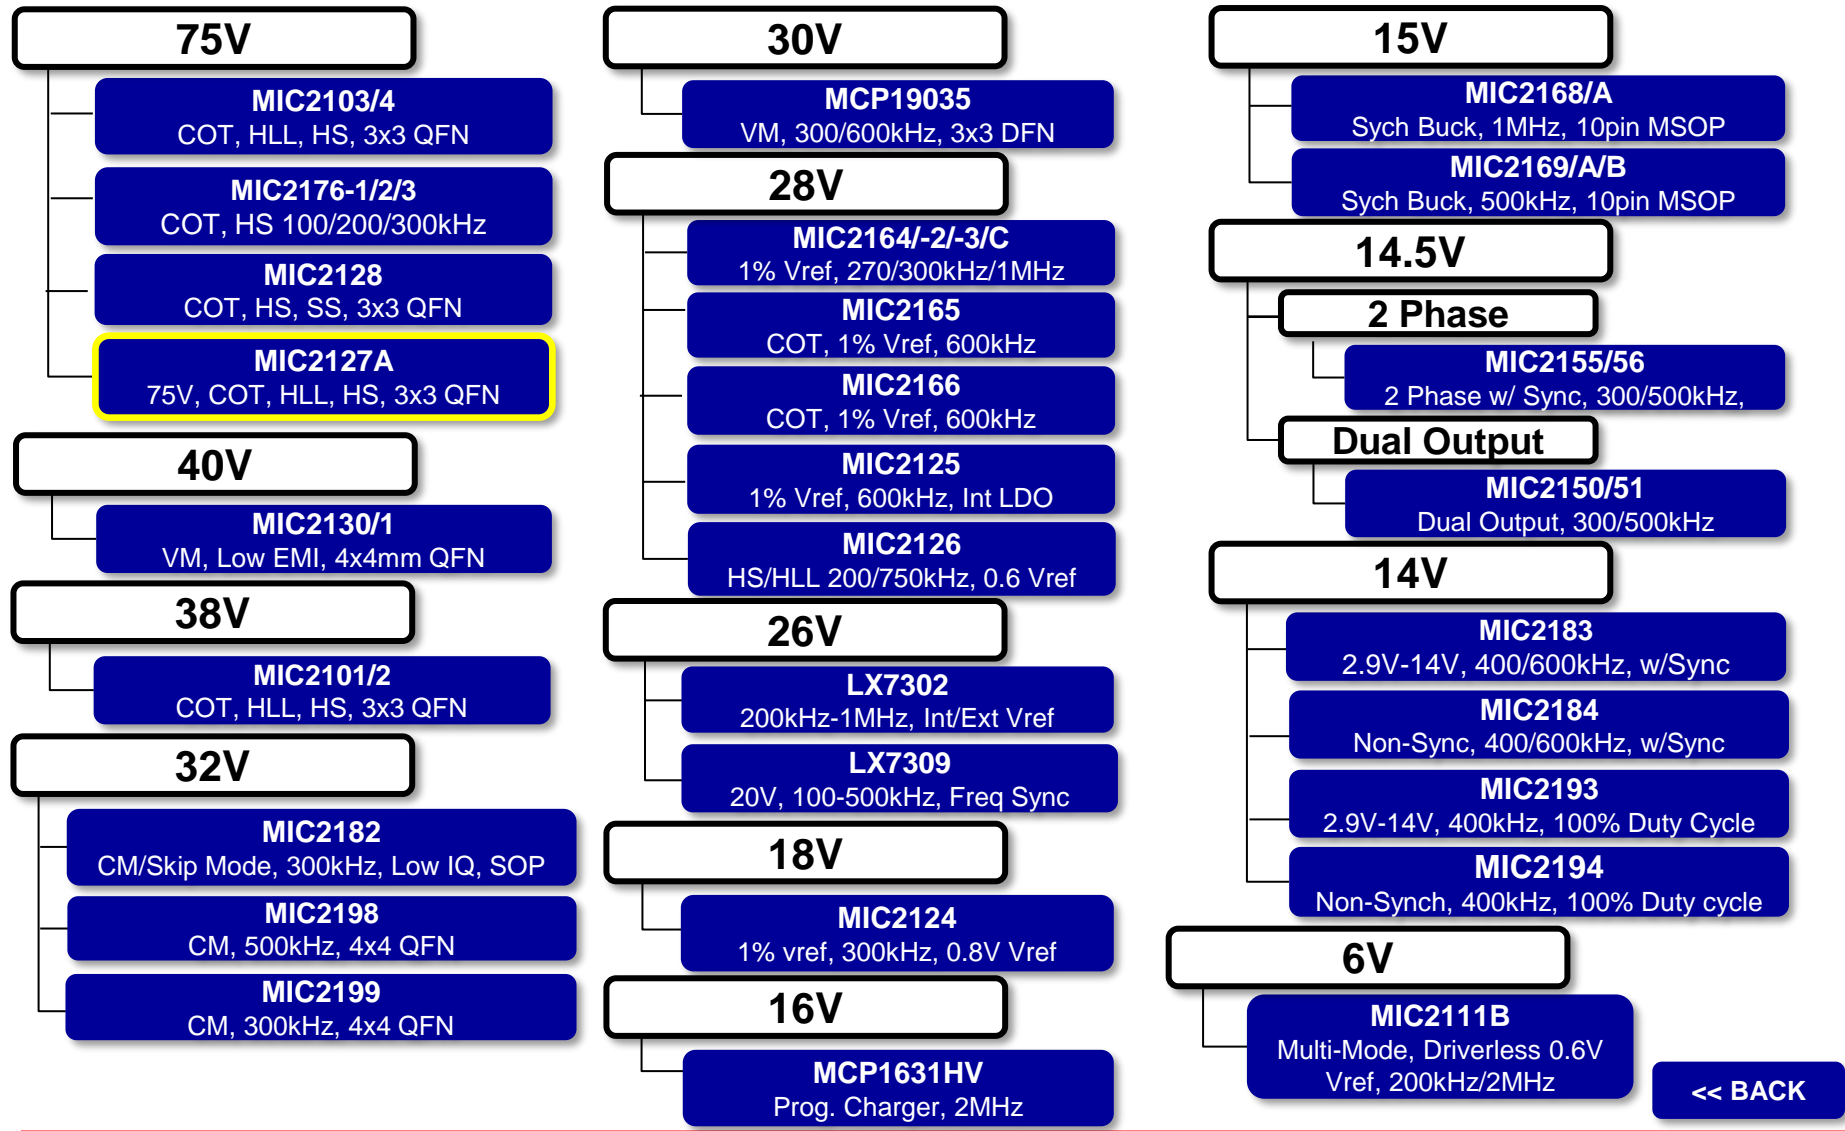 75V
MIC2103/4
COT, HLL, HS, 3x3 QFN
MIC2176-1/2/3
COT, HS 100/200/300kHz
MIC2128
COT, HS, SS, 3x3 QFN
MIC2127A
75V, COT, HLL, HS, 3x3 QFN
40V
MIC2130/1
VM, Low EMI, 4x4mm QFN
38V
MIC2101/2
COT, HLL, HS, 3x3 QFN
32V
MIC2182
CM/Skip Mode, 300kHz, Low IQ, SOP
MIC2198
CM, 500kHz, 4x4 QFN
MIC2199
CM, 300kHz, 4x4 QFN
30V
MCP19035
VM, 300/600kHz, 3x3 DFN
28V
MIC2164/-2/-3/C
1% Vref, 270/300kHz/1MHz
MIC2165
COT, 1% Vref, 600kHz
MIC2166
COT, 1% Vref, 600kHz
MIC2125
1% Vref, 600kHz, Int LDO
MIC2126
HS/HLL 200/750kHz, 0.6 Vref
26V
LX7302
200kHz-1MHz, Int/Ext Vref
LX7309
20V, 100-500kHz, Freq Sync
18V
MIC2124
1% vref, 300kHz, 0.8V Vref
16V
MCP1631HV
Prog. Charger, 2MHz
15V
MIC2168/A
Sych Buck, 1MHz, 10pin MSOP
MIC2169/A/B
Sych Buck, 500kHz, 10pin MSOP
14.5V
2 Phase
MIC2155/56
2 Phase w/ Sync, 300/500kHz,
Dual Output
MIC2150/51
Dual Output, 300/500kHz
14V
MIC2183
2.9V-14V, 400/600kHz, w/Sync
MIC2184
Non-Sync, 400/600kHz, w/Sync
MIC2193
2.9V-14V, 400kHz, 100% Duty Cycle
MIC2194
Non-Synch, 400kHz, 100% Duty cycle
6V
MIC2111B
Multi-Mode, Driverless 0.6V
Vref, 200kHz/2MHz
<< BACK